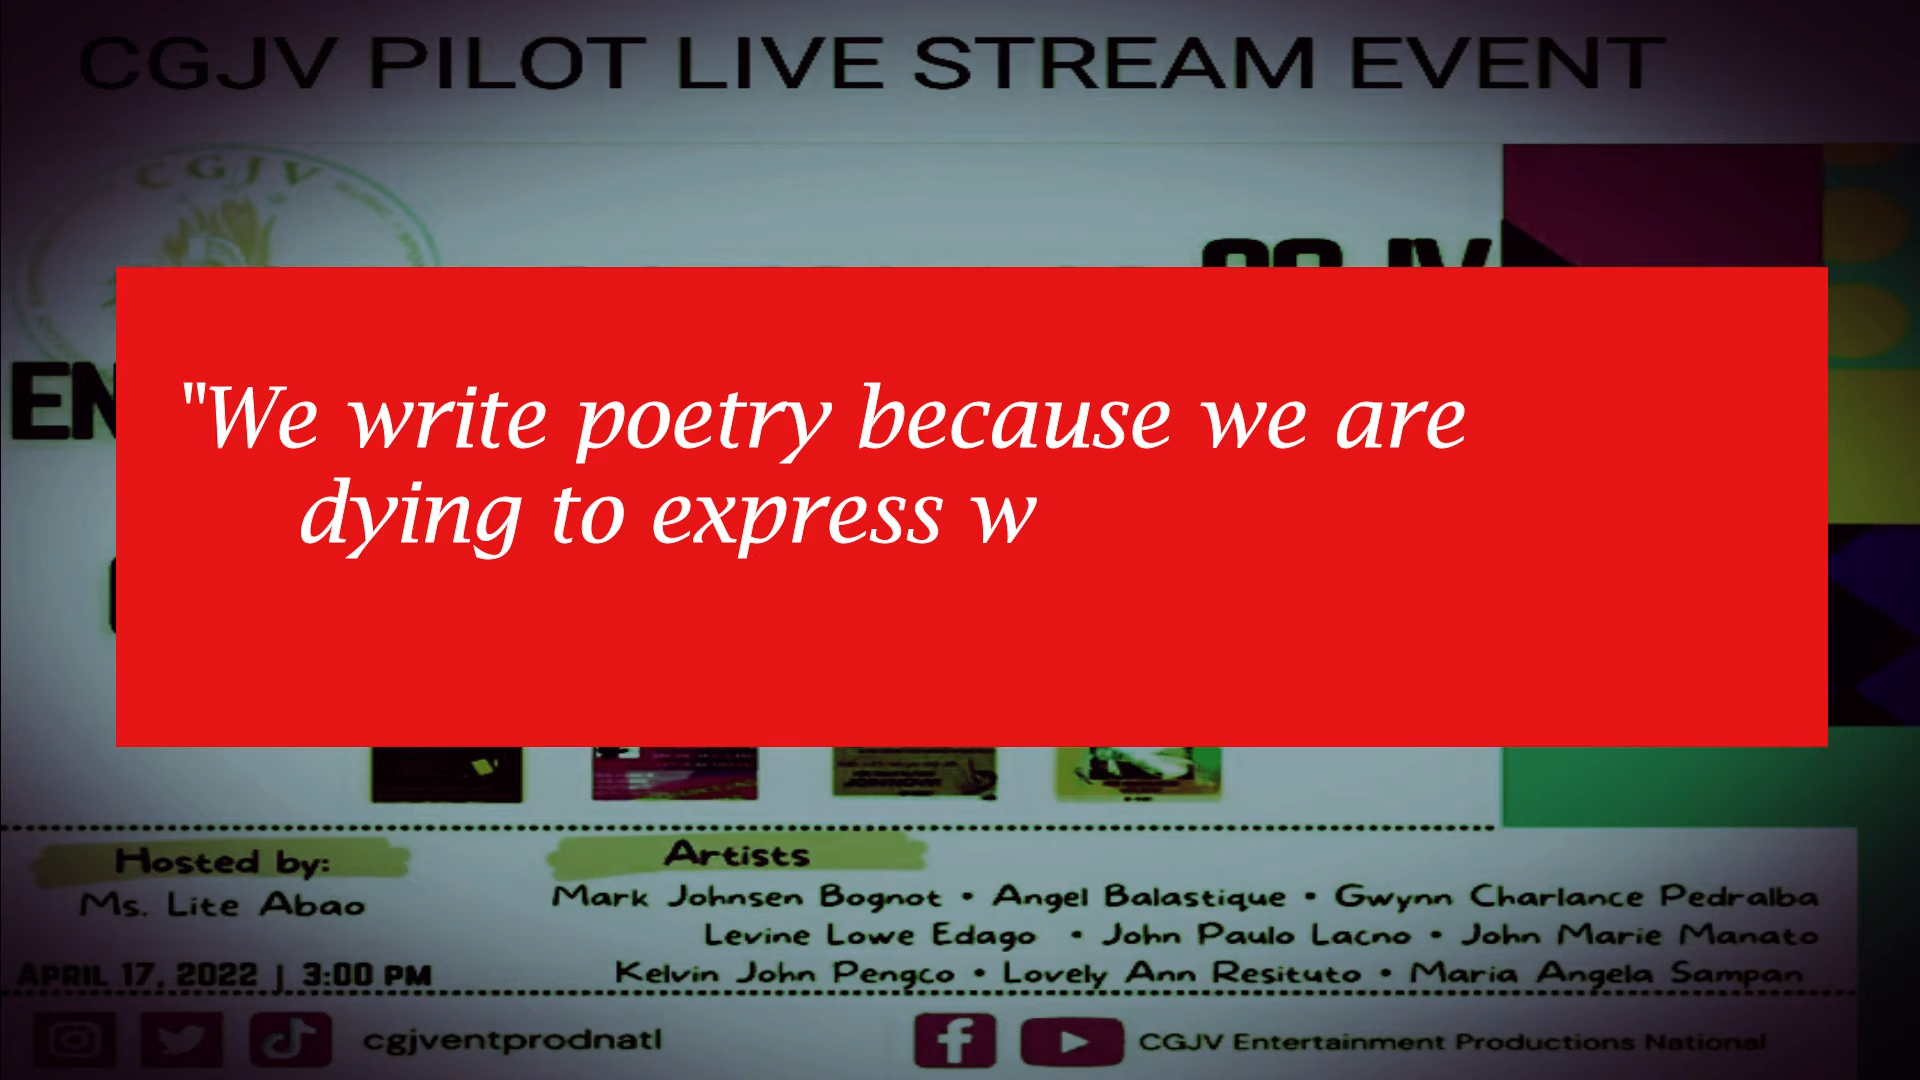 CGJV PILOT LIVE STREAM EVENT
CGJV
"We write poetry because we are
dying to express w
Hosted by:
Ms. Lite Abao
APRIL 17, 2022 | 3:00 PM
Artists
Mark Johnsen Bognot • Angel Balastique • Gwynn Charlance Pedralba
Levine Lowe Edago • John Paulo Lacno • John Marie Manato
Kelvin John Pengco • Lovely Ann Resituto • Maria Angela Sampan
cgjventprodnatl
CGJV Entertainment Productions National